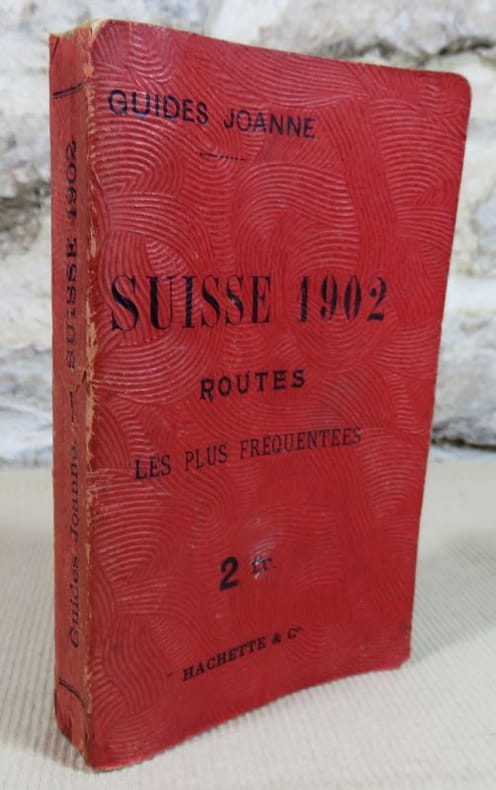 GUIDES JOANNE
SUISSE 1902
ROUTES
LES PLUS FRÉQUENTÉES
2 fr.
HACHETTE & Cie
Guides Joanne. — SUISSE 1902